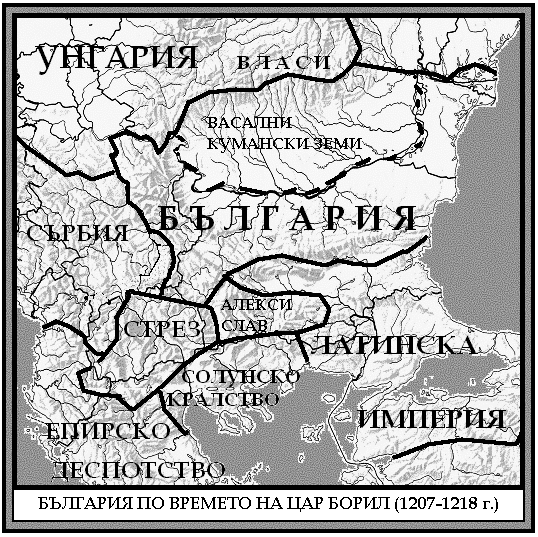 УНГАРИЯ
ВЛАСИ
ВАСАЛНИ
КУМАНСКИ ЗЕМИ
БЪЛГАРИЯ
СЪРБИЯ
АЛЕКСИ
СЛАВ
СТРЕЗ
ЛАТИНСКА
СОЛУНСКО
КРАЛСТВО
ИМПЕРИЯ
ЕПИРСКО
ДЕСПОТСТВО
БЪЛГАРИЯ ПО ВРЕМЕТО НА ЦАР БОРИЛ (1207-1218 г.)